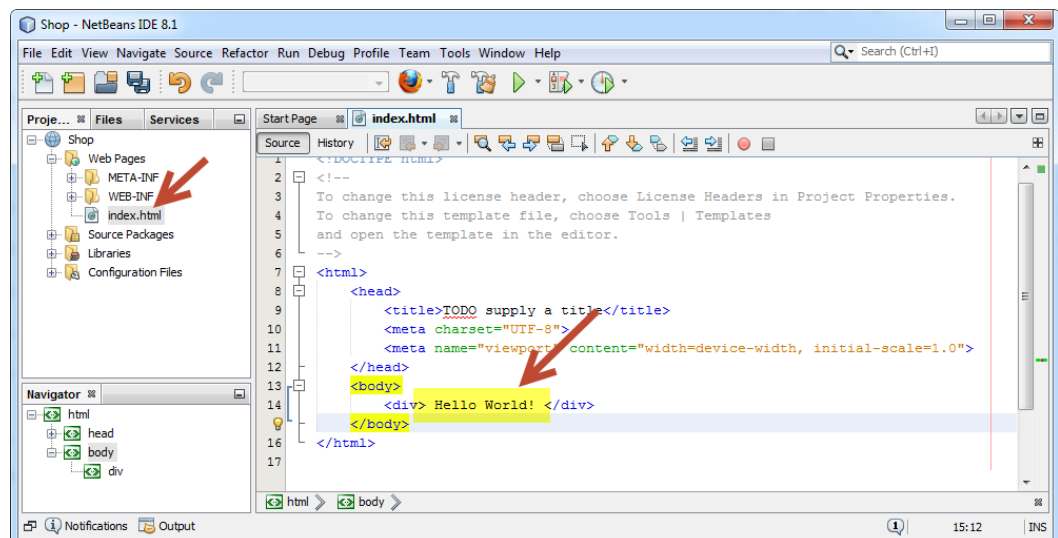 Shop - NetBeans IDE 8.1
File Edit View Navigate Source Refactor Run Debug Profile Team Tools Window Help
Search (Ctrl+I)
Proje... Files Services
Shop
Web Pages
META-INF
WEB-INF
index.html
Source Packages
Libraries
Configuration Files
Navigator
html
head
body
div
Start Page index.html
Source History
1 <!DOCTYPE html>
2 <!--
3 To change this license header, choose License Headers in Project Properties.
4 To change this template file, choose Tools | Templates
5 and open the template in the editor.
6 -->
7 <html>
8 <head>
9 <title>TODO supply a title</title>
10 <meta charset="UTF-8">
11 <meta name="viewport" content="width=device-width, initial-scale=1.0">
12 </head>
13 <body>
14 <div> Hello World! </div>
</body>
16 </html>
17
html body
Notifications Output
1 15:12 INS